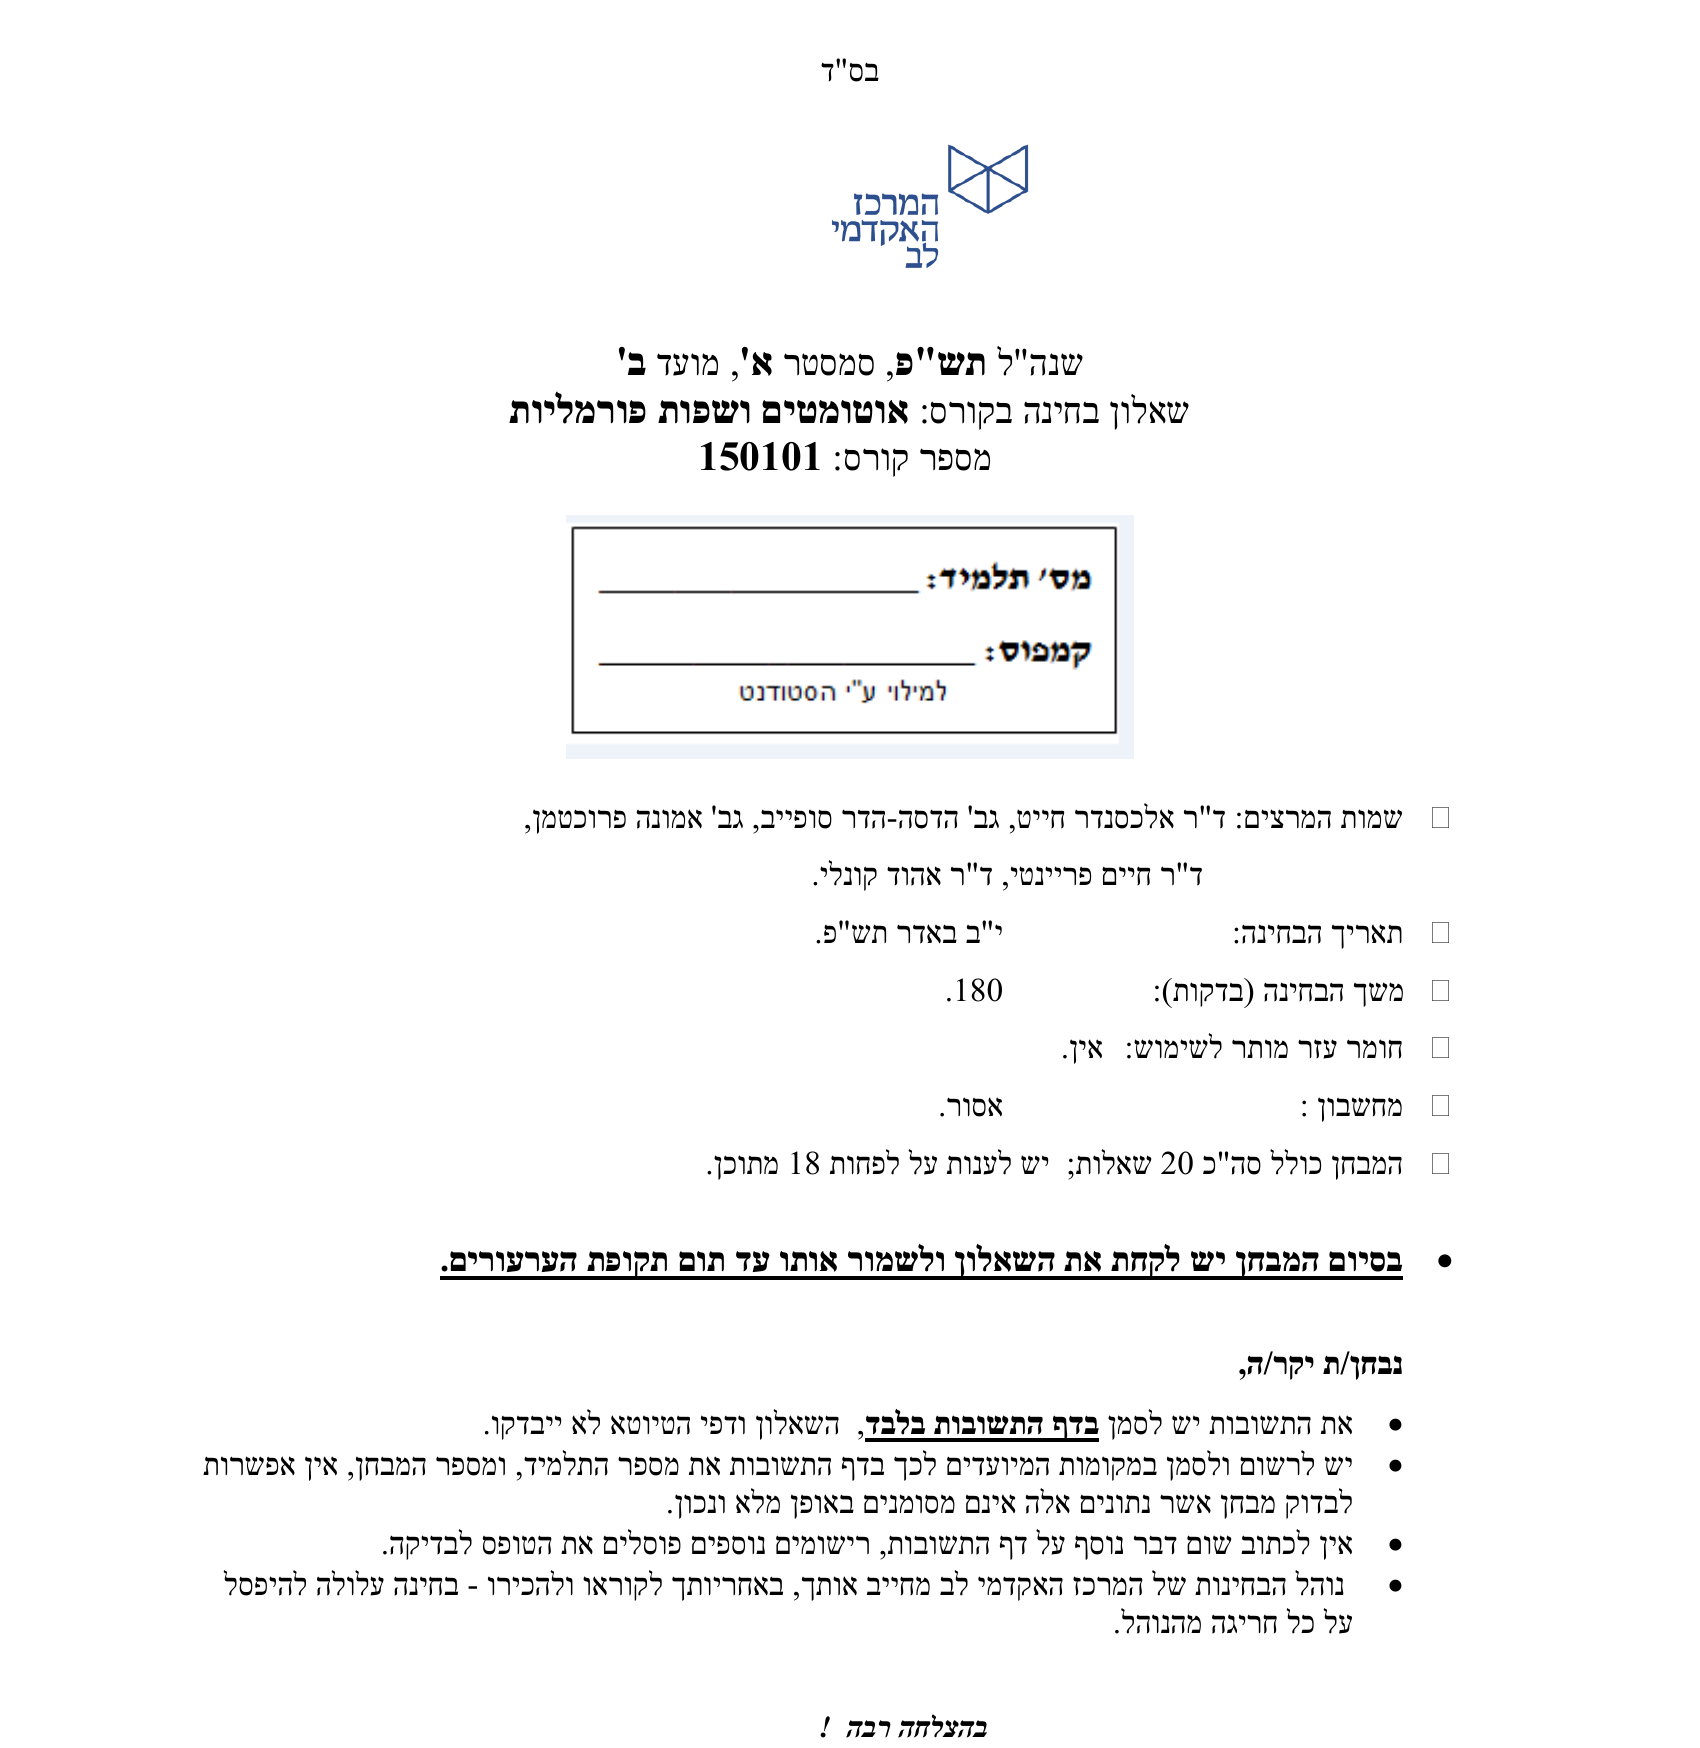 בס"ד
המרכז
האקדמי
לב
שנה"ל תש"פ, סמסטר א', מועד ב'
שאלון בחינה בקורס: אוטומטים ושפות פורמליות
מספר קורס: 150101
מס' תלמיד: ____________________
קמפוס: ____________________
למילוי ע"י הסטודנט
שמות המרצים: ד"ר אלכסנדר חייט, גב' הדסה-הדר סופייב, גב' אמונה פרוכטמן,
ד"ר חיים פריינטי, ד"ר אהוד קונלי.
תאריך הבחינה: י"ב באדר תש"פ.
משך הבחינה (בדקות): 180.
חומר עזר מותר לשימוש: אין.
מחשבון : אסור.
המבחן כולל סה"כ 20 שאלות; יש לענות על לפחות 18 מתוכן.
• בסיום המבחן יש לקחת את השאלון ולשמור אותו עד תום תקופת הערעורים.
נבחן/ת יקר/ה,
• את התשובות יש לסמן בדף התשובות בלבד, השאלון ודפי הטיוטא לא ייבדקו.
• יש לרשום ולסמן במקומות המיועדים לכך בדף התשובות את מספר התלמיד, ומספר המבחן, אין אפשרות
לבדוק מבחן אשר נתונים אלה אינם מסומנים באופן מלא ונכון.
• אין לכתוב שום דבר נוסף על דף התשובות, רישומים נוספים פוסלים את הטופס לבדיקה.
• נוהל הבחינות של המרכז האקדמי לב מחייב אותך, באחריותך לקוראו ולהכירו - בחינה עלולה להיפסל
על כל חריגה מהנוהל.
בהצלחה רבה !